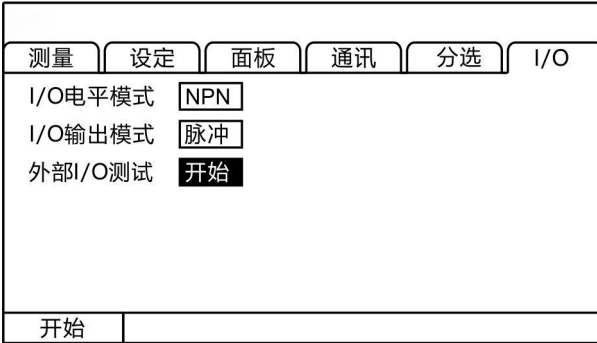 测量 设定 面板 通讯 分选 I/O
I/O电平模式 NPN
I/O输出模式 脉冲
外部I/O测试 开始
开始